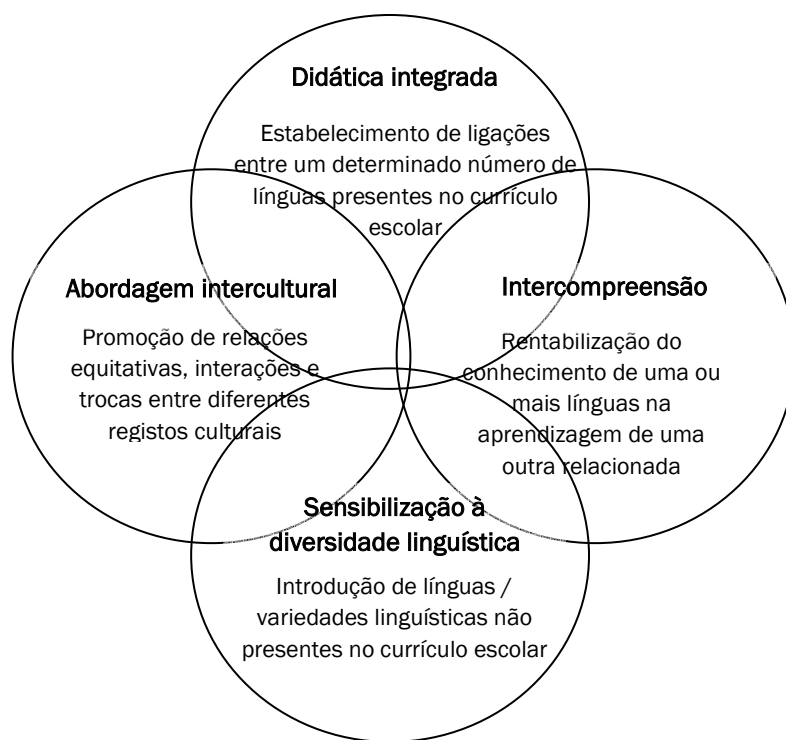 Didática integrada
Estabelecimento de ligações
entre um determinado número de
línguas presentes no currículo
escolar
Abordagem intercultural
Promoção de relações
equitativas, interações e
trocas entre diferentes
registos culturais
Intercompreensão
Rentabilização do
conhecimento de uma ou
mais línguas na
aprendizagem de uma
outra relacionada
Sensibilização à
diversidade linguística
Introdução de línguas /
variedades linguísticas não
presentes no currículo escolar